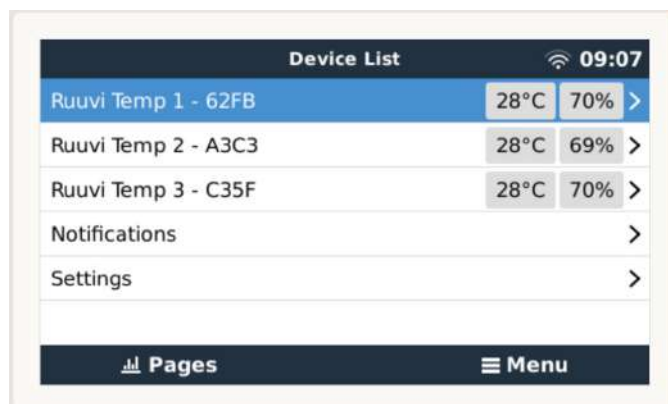 Device List 09:07
Ruuvi Temp 1 - 62FB 28°C 70%
Ruuvi Temp 2 - A3C3 28°C 69%
Ruuvi Temp 3 - C35F 28°C 70%
Notifications
Settings
Pages Menu